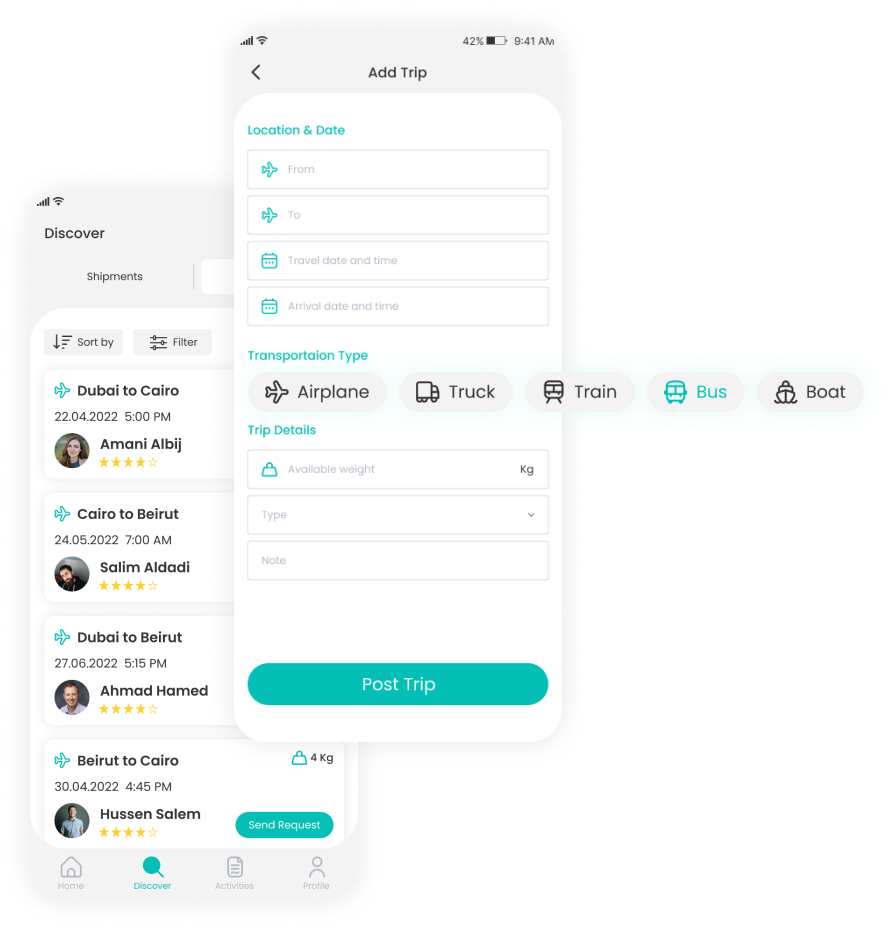 42% 9:41 AM
Add Trip
Location & Date
From
To
Travel date and time
Arrival date and time
Transportaion Type
Airplane Truck Train Bus Boat
Trip Details
Available weight Kg
Type
Note
Post Trip
Discover
Shipments
Sort by Filter
Dubai to Cairo
22.04.2022 5:00 PM
Amani Albij
Cairo to Beirut
24.05.2022 7:00 AM
Salim Aldadi
Dubai to Beirut
27.06.2022 5:15 PM
Ahmad Hamed
Beirut to Cairo 4 Kg
30.04.2022 4:45 PM
Hussen Salem
Send Request
Home Discover Activities Profile